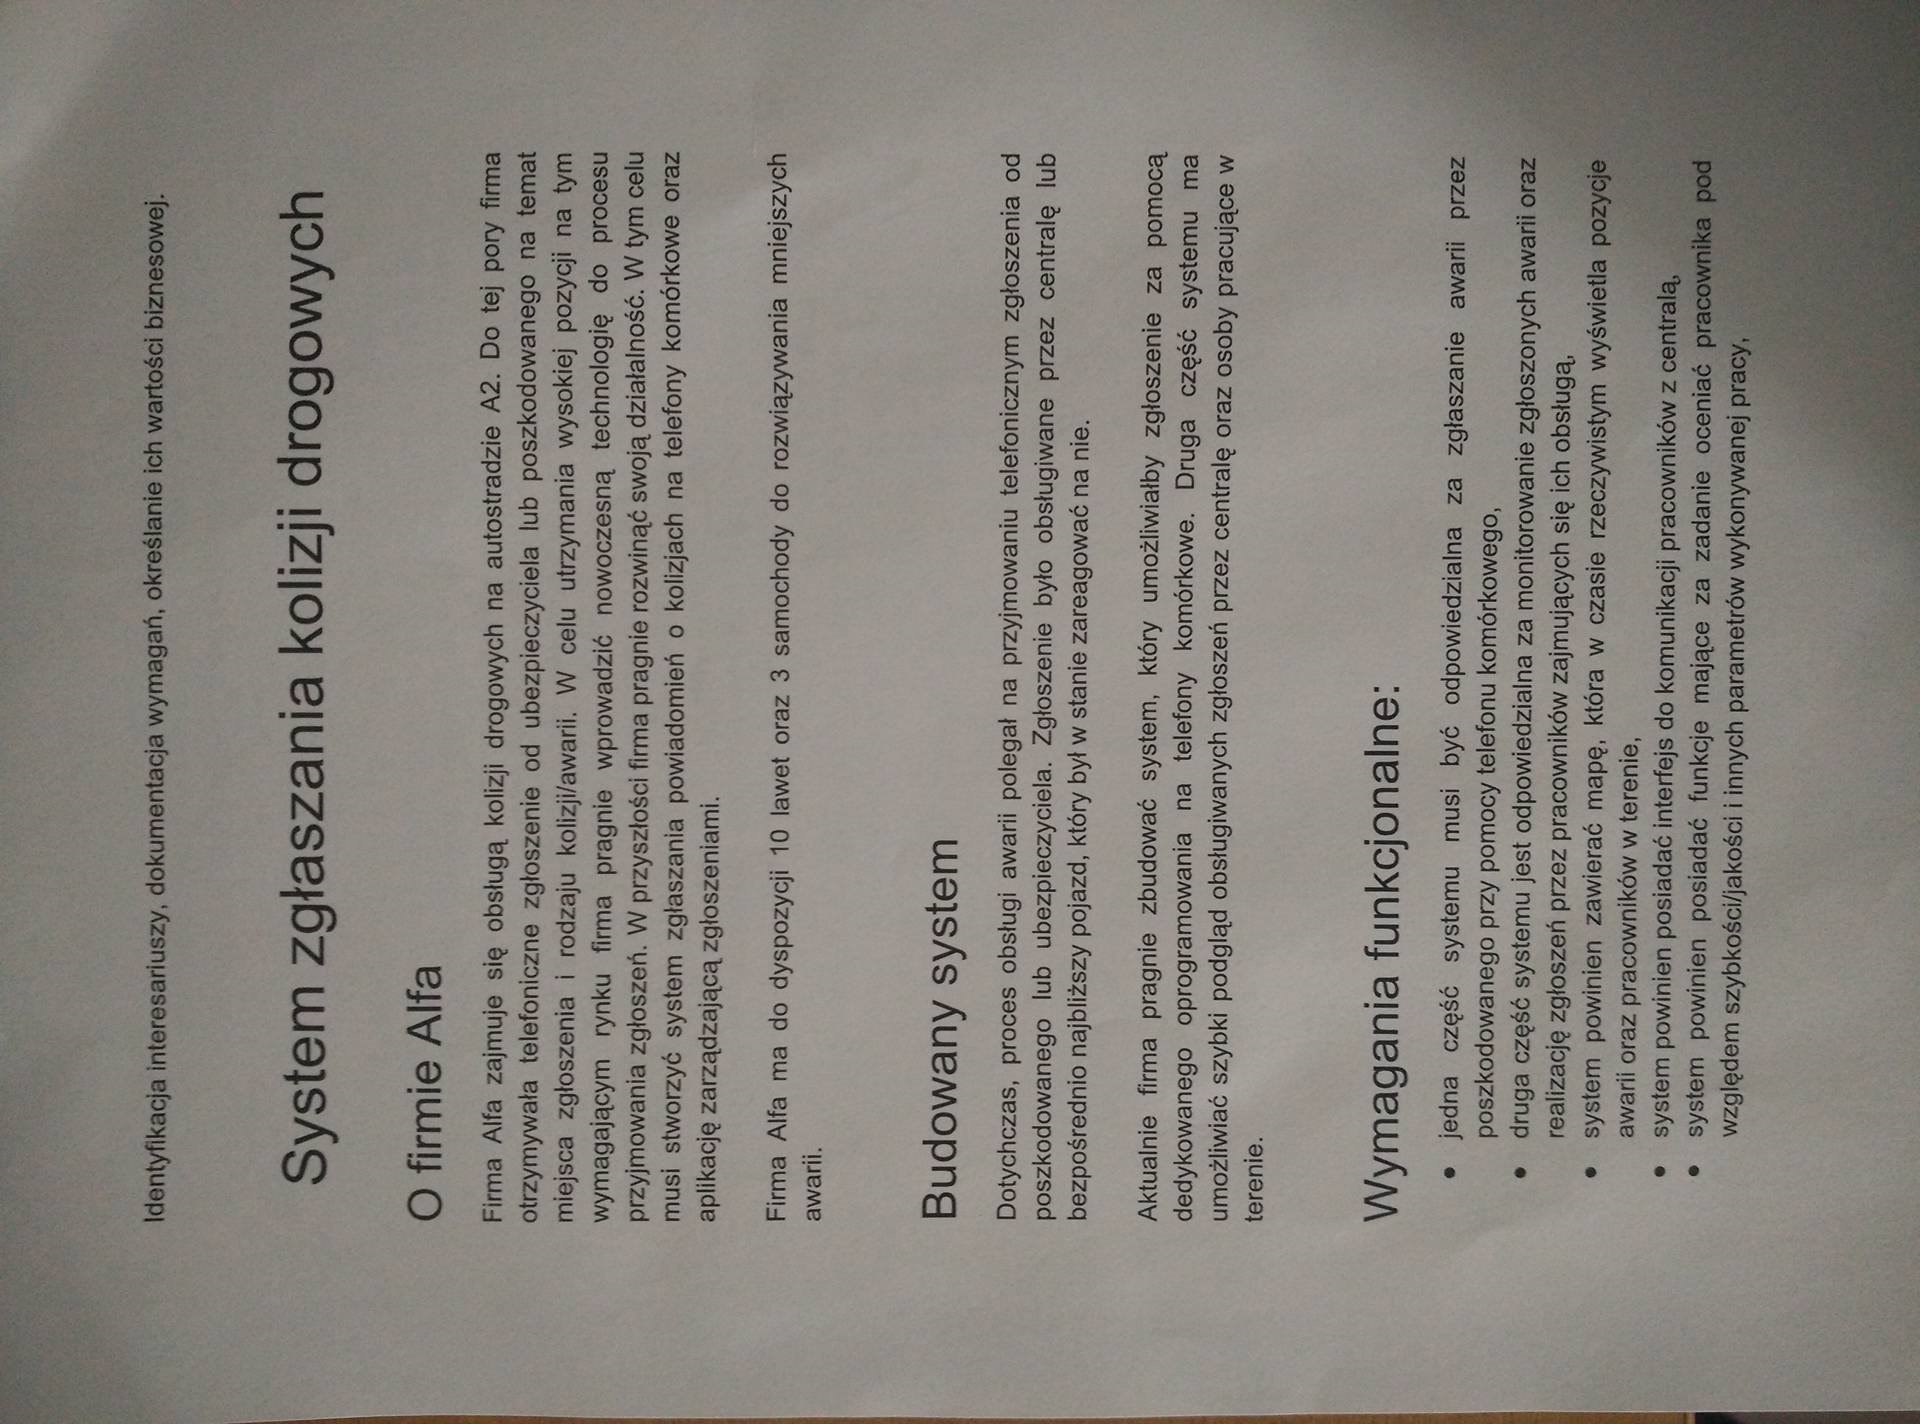 Identyfikacja interesariuszy, dokumentacja wymagań, określanie ich wartości biznesowej.
System zgłaszania kolizji drogowych
O firmie Alfa
Firma Alfa zajmuje się obsługą kolizji drogowych na autostradzie A2. Do tej pory firma
otrzymywała telefoniczne zgłoszenie od ubezpieczyciela lub poszkodowanego na temat
miejsca zgłoszenia i rodzaju kolizji/awarii. W celu utrzymania wysokiej pozycji na tym
wymagającym rynku firma pragnie wprowadzić nowoczesną technologię do procesu
przyjmowania zgłoszeń. W przyszłości firma pragnie rozwinąć swoją działalność. W tym celu
musi stworzyć system zgłaszania powiadomień o kolizjach na telefony komórkowe oraz
aplikację zarządzającą zgłoszeniami.
Firma Alfa ma do dyspozycji 10 lawet oraz 3 samochody do rozwiązywania mniejszych
awarii.
Budowany system
Dotychczas, proces obsługi awarii polegał na przyjmowaniu telefonicznym zgłoszenia od
poszkodowanego lub ubezpieczyciela. Zgłoszenie było obsługiwane przez centralę lub
bezpośrednio najbliższy pojazd, który był w stanie zareagować na nie.
Aktualnie firma pragnie zbudować system, który umożliwiałby zgłoszenie za pomocą
dedykowanego oprogramowania na telefony komórkowe. Druga część systemu ma
umożliwiać szybki podgląd obsługiwanych zgłoszeń przez centralę oraz osoby pracujące w
terenie.
Wymagania funkcjonalne:
• jedna część systemu musi być odpowiedzialna za zgłaszanie awarii przez
poszkodowanego przy pomocy telefonu komórkowego,
• druga część systemu jest odpowiedzialna za monitorowanie zgłoszonych awarii oraz
realizację zgłoszeń przez pracowników zajmujących się ich obsługą,
• system powinien zawierać mapę, która w czasie rzeczywistym wyświetla pozycje
awarii oraz pracowników w terenie,
• system powinien posiadać interfejs do komunikacji pracowników z centralą,
• system powinien posiadać funkcje mające za zadanie oceniać pracownika pod
względem szybkości/jakości i innych parametrów wykonywanej pracy,